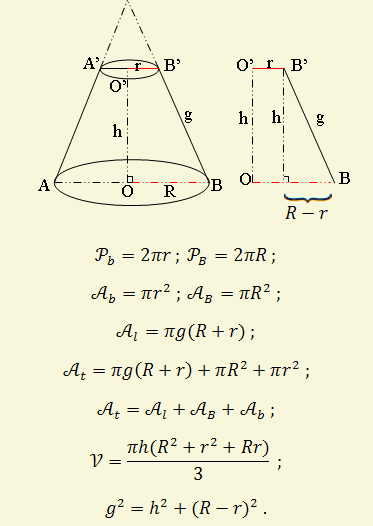 A' r B' O' r B'
O'
h g h h g
A O R B O B
R − r
𝒫_b = 2πr ; 𝒫_B = 2πR ;
𝒜_b = πr² ; 𝒜_B = πR² ;
𝒜_l = πg(R + r) ;
𝒜_t = πg(R + r) + πR² + πr² ;
𝒜_t = 𝒜_l + 𝒜_B + 𝒜_b ;
𝒱 = πh(R² + r² + Rr) / 3 ;
g² = h² + (R − r)² .